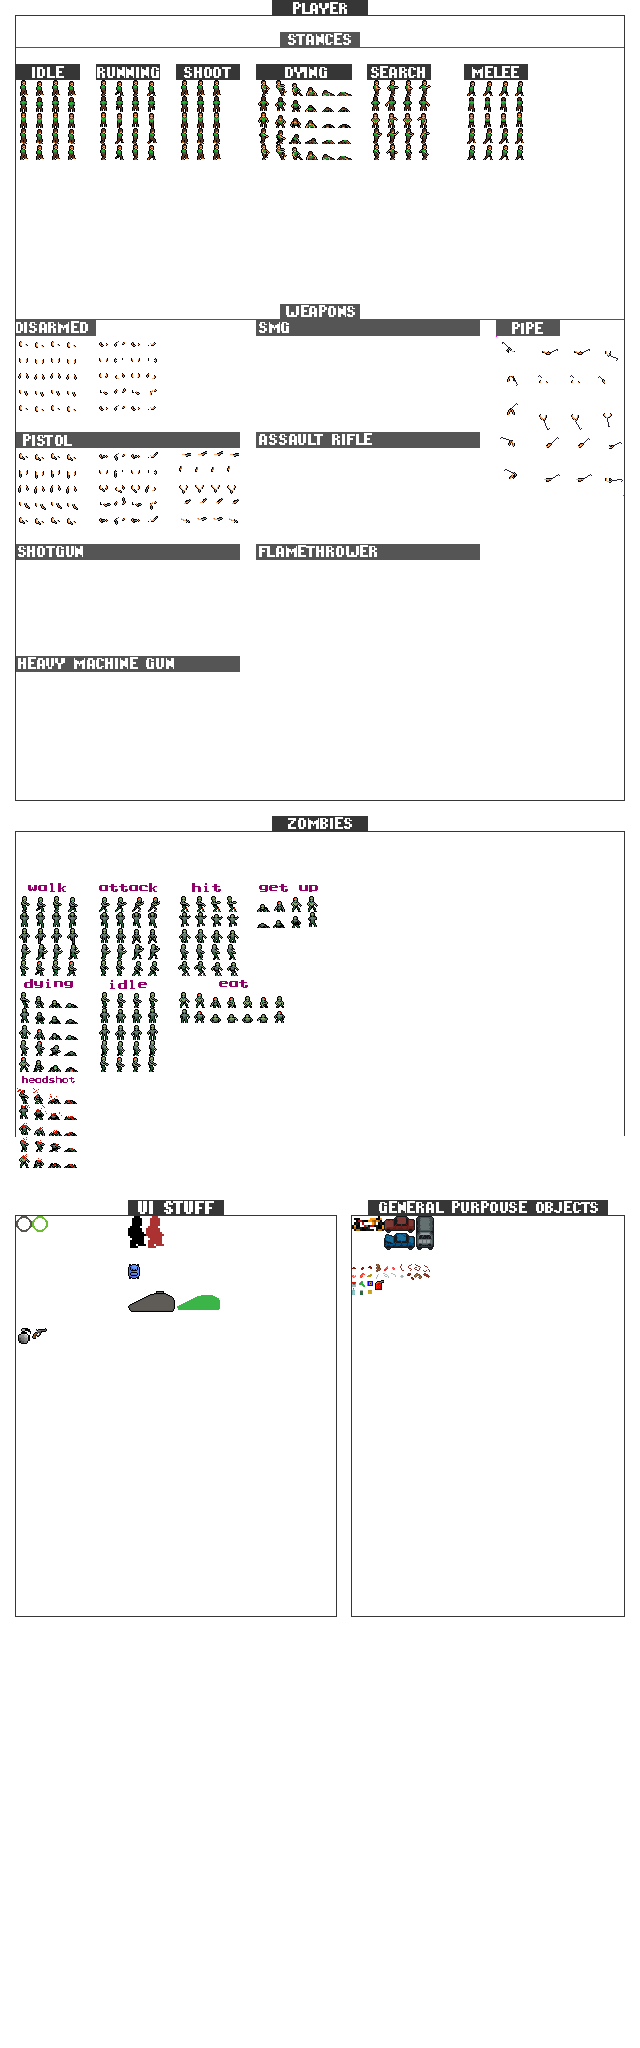 PLAYER
STANCES
IDLE RUNNING SHOOT DYING SEARCH MELEE
WEAPONS
DISARMED SMG PIPE
PISTOL ASSAULT RIFLE
SHOTGUN FLAMETHROWER
HEAVY MACHINE GUN
ZOMBIES
walk attack hit get up
dying idle eat
headshot
UI STUFF GENERAL PURPOUSE OBJECTS